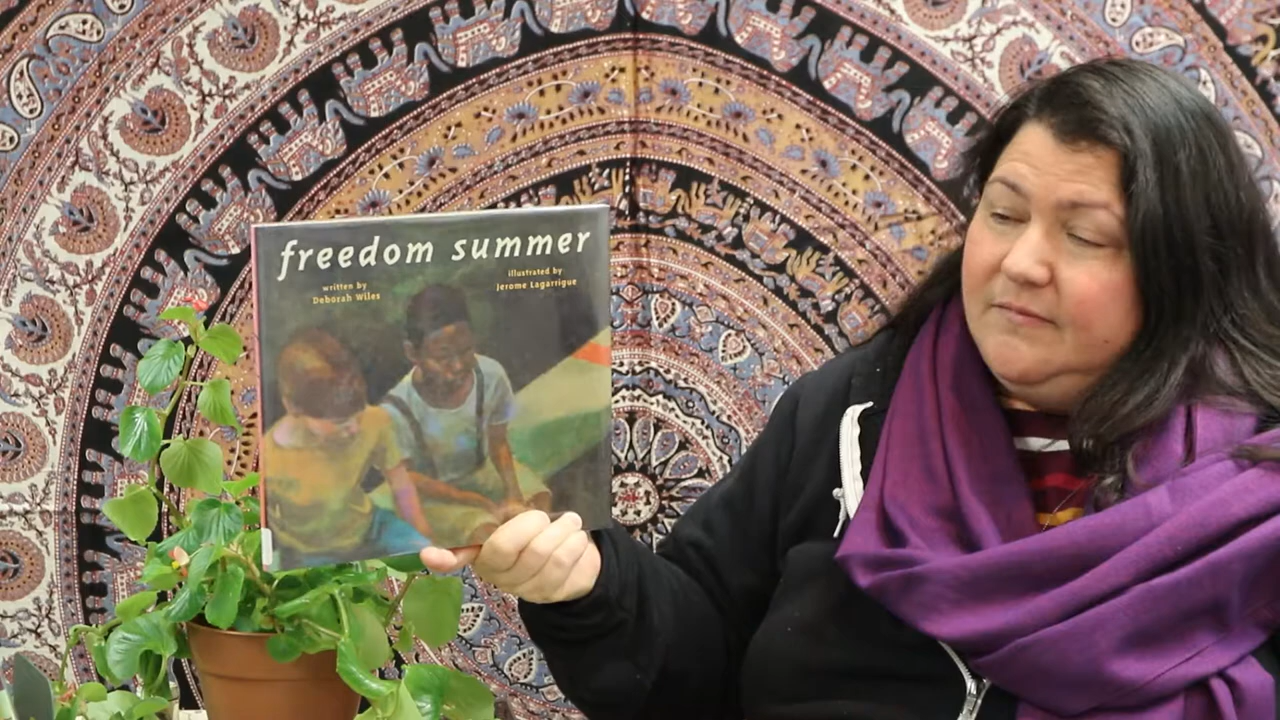 freedom summer
written by
Deborah Wiles
illustrated by
Jerome Lagarrigue